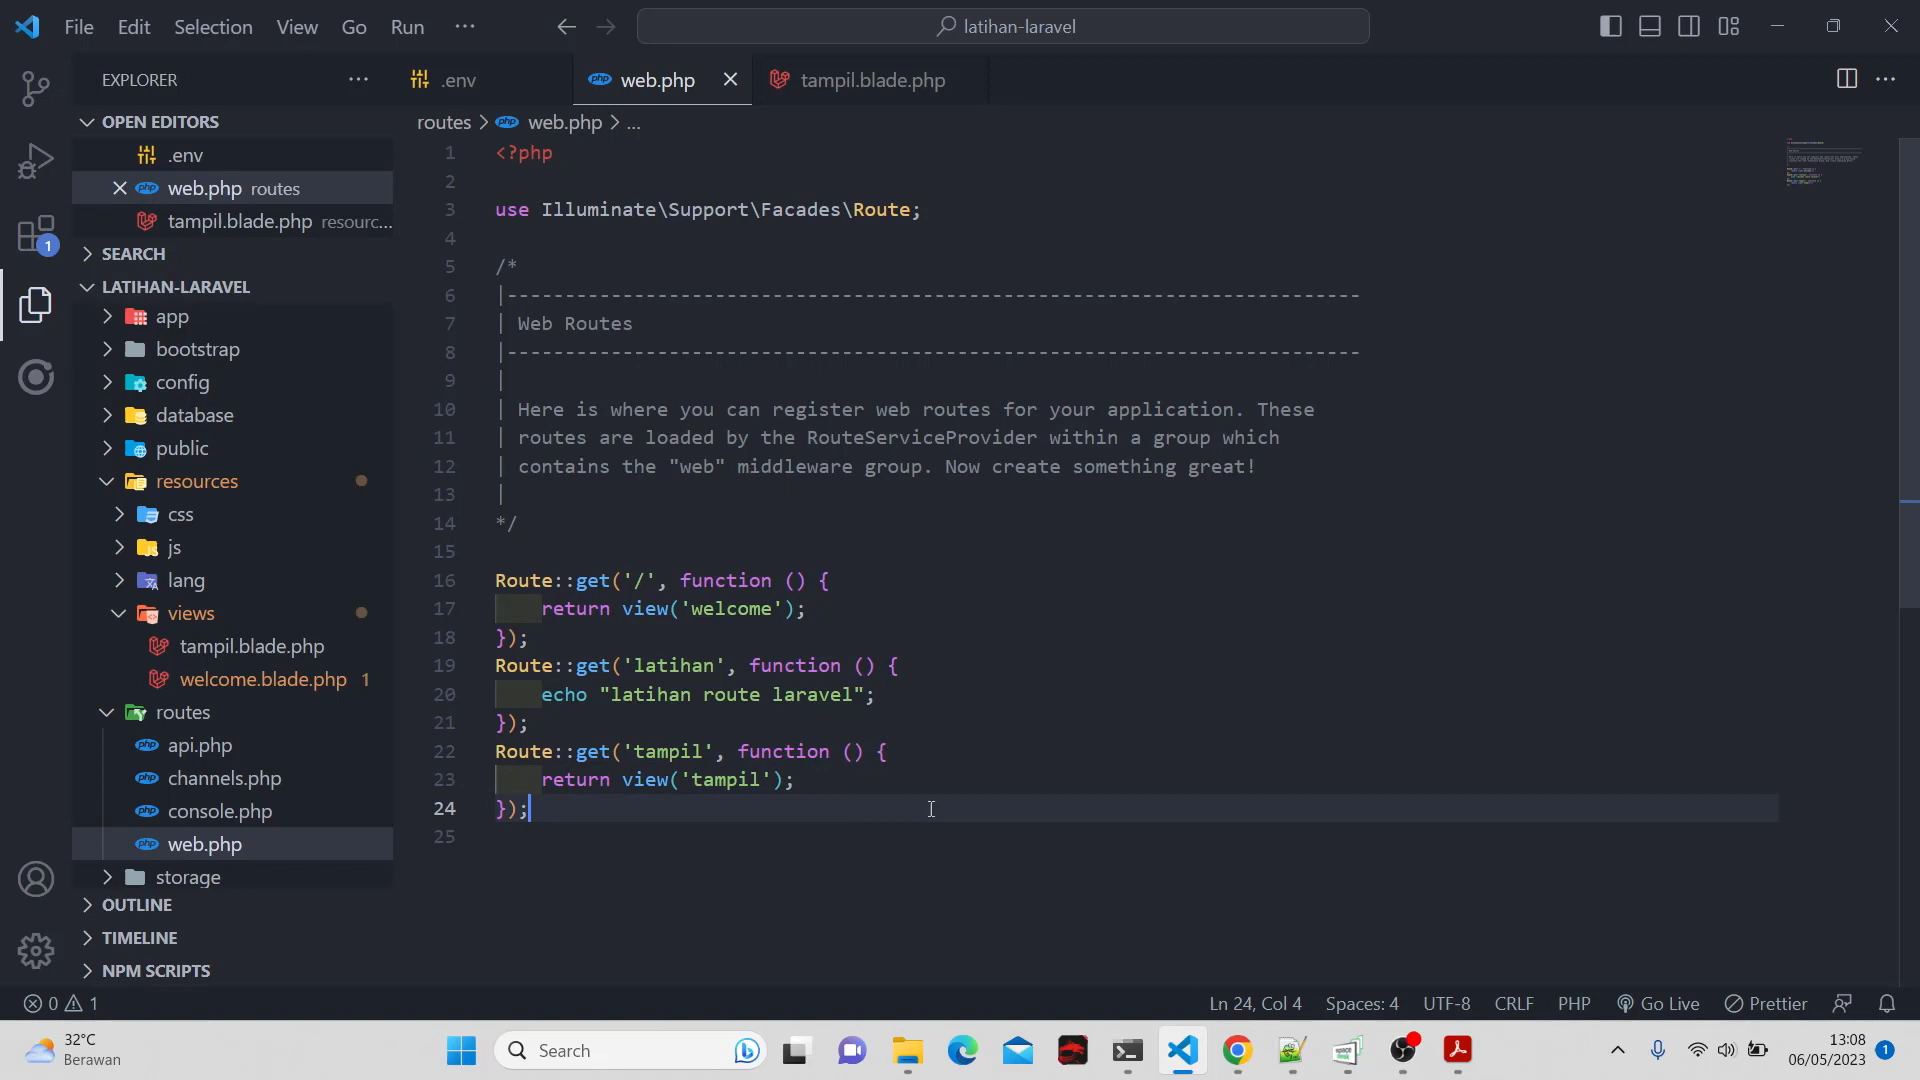 File Edit Selection View Go Run ··· latihan-laravel
EXPLORER ···
.env
web.php
tampil.blade.php
OPEN EDITORS
.env
web.php routes
tampil.blade.php resourc...
SEARCH
LATIHAN-LARAVEL
app
bootstrap
config
database
public
resources
css
js
lang
views
tampil.blade.php
welcome.blade.php 1
routes
api.php
channels.php
console.php
web.php
storage
OUTLINE
TIMELINE
NPM SCRIPTS
1
routes > web.php > ...
1 <?php
2
3 use Illuminate\Support\Facades\Route;
4
5 /*
6 |--------------------------------------------------------------------------
7 | Web Routes
8 |--------------------------------------------------------------------------
9 |
10 | Here is where you can register web routes for your application. These
11 | routes are loaded by the RouteServiceProvider within a group which
12 | contains the "web" middleware group. Now create something great!
13 |
14 */
15
16 Route::get('/', function () {
17     return view('welcome');
18 });
19 Route::get('latihan', function () {
20     echo "latihan route laravel";
21 });
22 Route::get('tampil', function () {
23     return view('tampil');
24 });
25
0 1 Ln 24, Col 4 Spaces: 4 UTF-8 CRLF PHP Go Live Prettier
32°C
Berawan
Search
13:08
06/05/2023 1